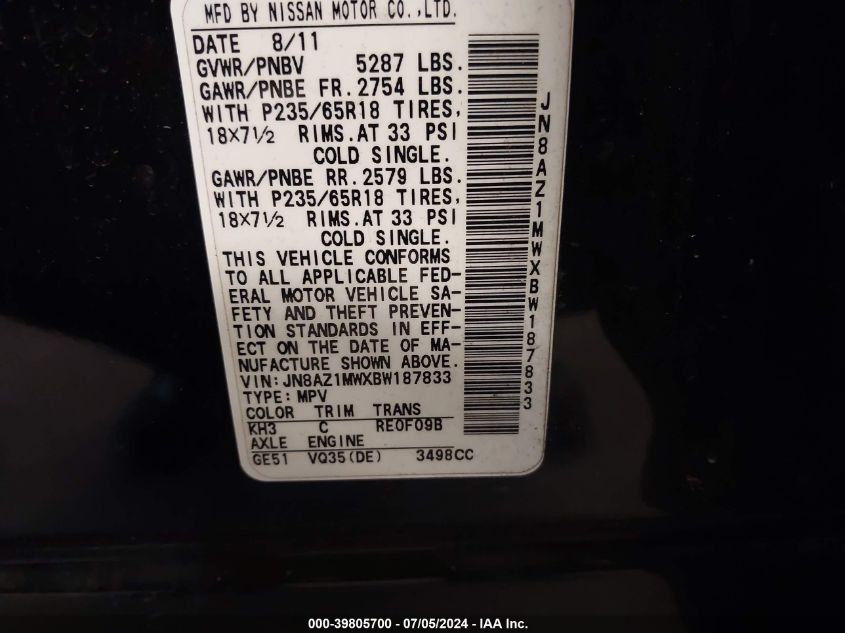 MFD BY NISSAN MOTOR CO.,LTD.
DATE 8/11
GVWR/PNBV 5287 LBS.
GAWR/PNBE FR.2754 LBS.
WITH P235/65R18 TIRES,
18X7½ RIMS.AT 33 PSI
COLD SINGLE.
GAWR/PNBE RR.2579 LBS.
WITH P235/65R18 TIRES,
18X7½ RIMS.AT 33 PSI
COLD SINGLE.
THIS VEHICLE CONFORMS
TO ALL APPLICABLE FED-
ERAL MOTOR VEHICLE SA-
FETY AND THEFT PREVEN-
TION STANDARDS IN EFF-
ECT ON THE DATE OF MA-
NUFACTURE SHOWN ABOVE.
VIN:JN8AZ1MWXBW187833
TYPE:MPV
COLOR TRIM TRANS
KH3 C RE0F09B
AXLE ENGINE
GE51 VQ35(DE) 3498CC
JN8AZ1MWXBW187833
000-39805700 - 07/05/2024 - IAA Inc.